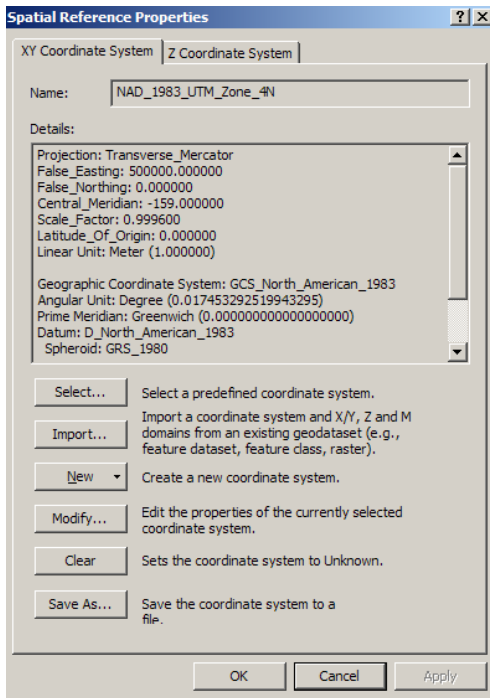 Spatial Reference Properties
XY Coordinate System
Z Coordinate System
Name:
NAD_1983_UTM_Zone_4N
Details:
Projection: Transverse_Mercator
False_Easting: 500000.000000
False_Northing: 0.000000
Central_Meridian: -159.000000
Scale_Factor: 0.999600
Latitude_Of_Origin: 0.000000
Linear Unit: Meter (1.000000)
Geographic Coordinate System: GCS_North_American_1983
Angular Unit: Degree (0.017453292519943295)
Prime Meridian: Greenwich (0.000000000000000000)
Datum: D_North_American_1983
Spheroid: GRS_1980
Select...
Select a predefined coordinate system.
Import...
Import a coordinate system and X/Y, Z and M
domains from an existing geodataset (e.g.,
feature dataset, feature class, raster).
New
Create a new coordinate system.
Modify...
Edit the properties of the currently selected
coordinate system.
Clear
Sets the coordinate system to Unknown.
Save As...
Save the coordinate system to a
file.
OK
Cancel
Apply